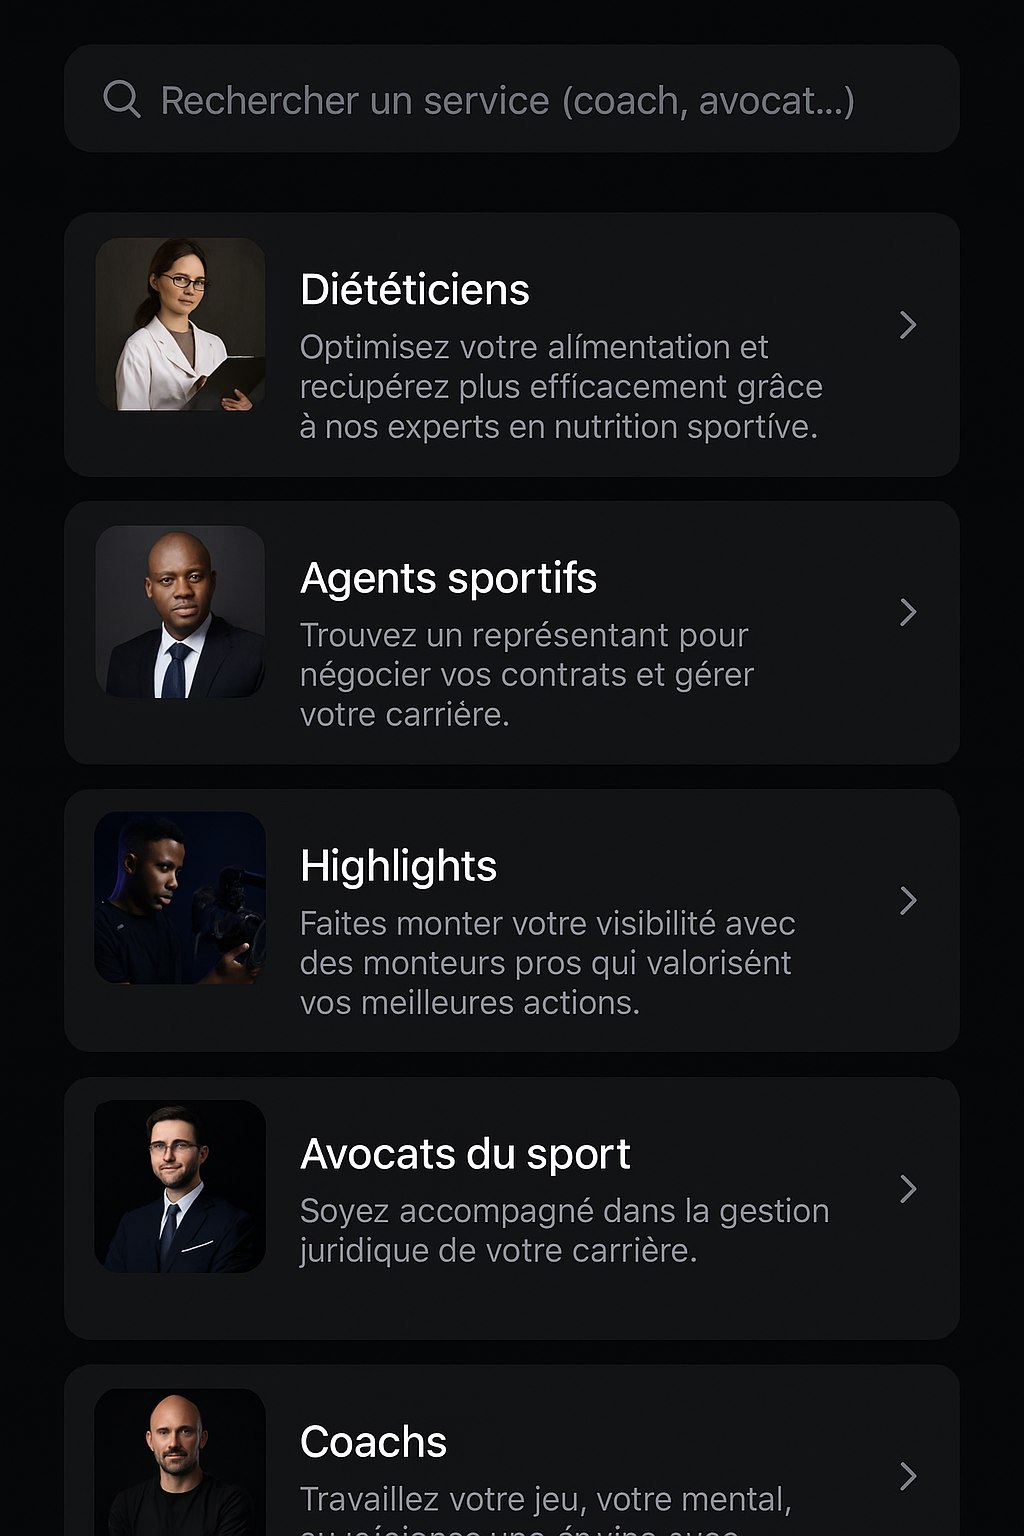 Rechercher un service (coach, avocat...)
Diététiciens
Optimisez votre alímentation et
recupérez plus effícacement grâce
à nos experts en nutrition sportíve.
Agents sportifs
Trouvez un représentant pour
négocier vos contrats et gérer
votre carrière.
Highlights
Faites monter votre visibilité avec
des monteurs pros qui valorisént
vos meilleures actions.
Avocats du sport
Soyez accompagné dans la gestion
juridique de votre carrière.
Coachs
Travaillez votre jeu, votre mental,